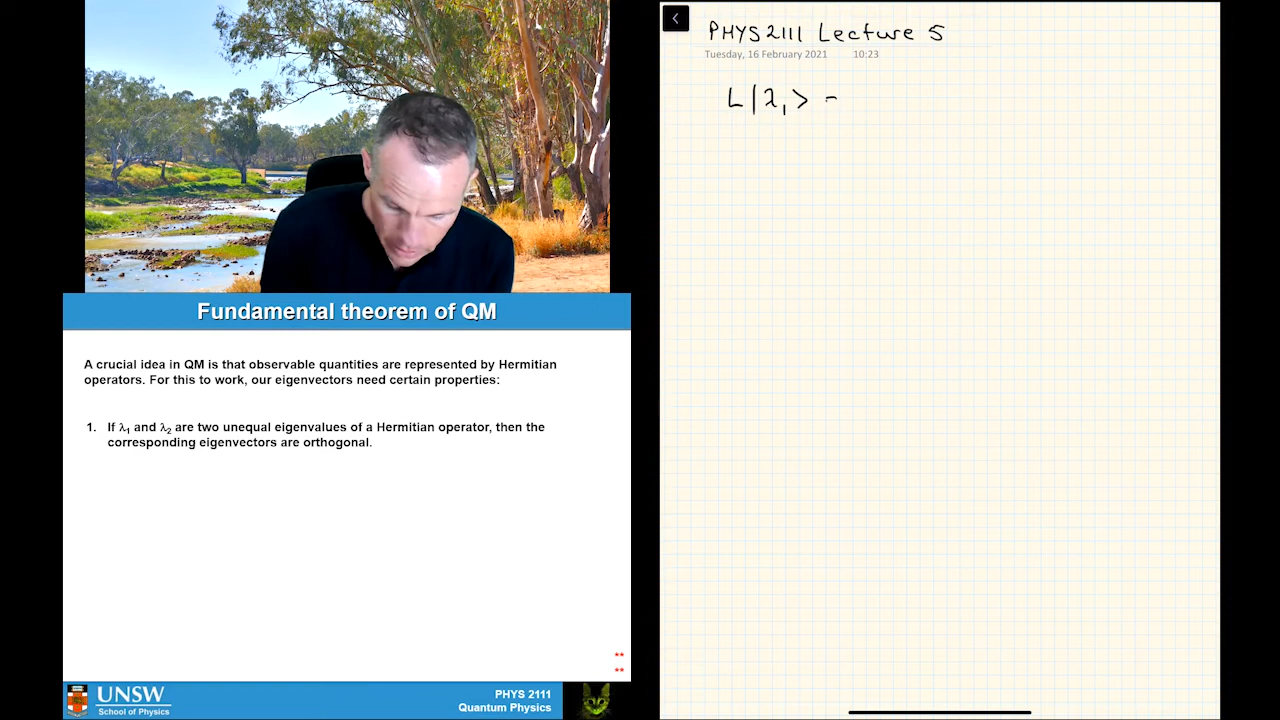 Fundamental theorem of QM
A crucial idea in QM is that observable quantities are represented by Hermitian
operators. For this to work, our eigenvectors need certain properties:
1. If λ₁ and λ₂ are two unequal eigenvalues of a Hermitian operator, then the
corresponding eigenvectors are orthogonal.
**
**
UNSW
School of Physics
PHYS 2111
Quantum Physics
PHYS2111 Lecture 5
Tuesday, 16 February 2021 10:23
L|λ₁> -